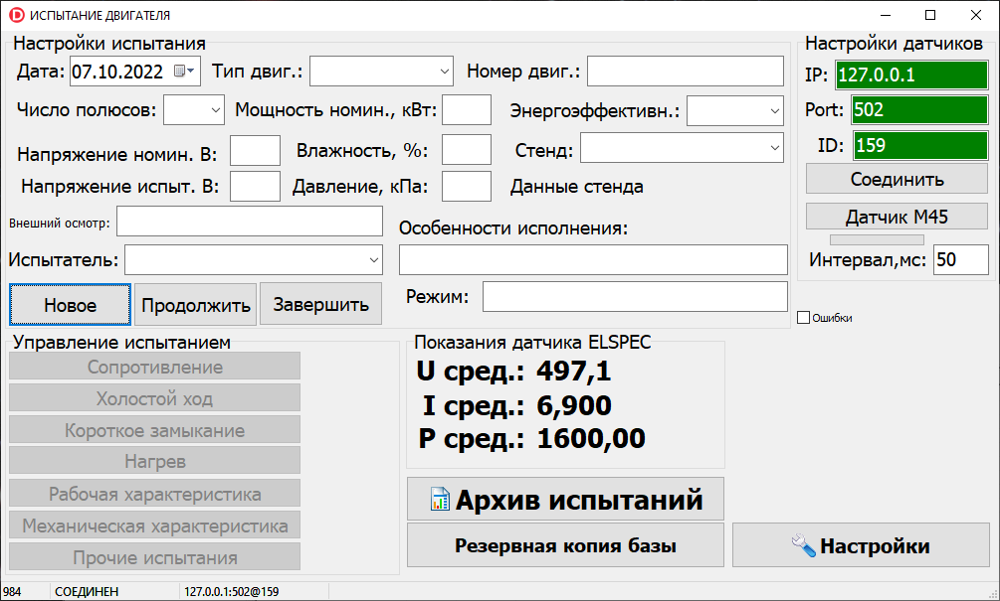 ИСПЫТАНИЕ ДВИГАТЕЛЯ
Настройки испытания
Дата: 07.10.2022 Тип двиг.: Номер двиг.:
Число полюсов: Мощность номин., кВт: Энергоэффективн.:
Напряжение номин. В: Влажность, %: Стенд:
Напряжение испыт. В: Давление, кПа: Данные стенда
Внешний осмотр: Особенности исполнения:
Испытатель:
Новое Продолжить Завершить Режим:
Настройки датчиков
IP: 127.0.0.1
Port: 502
ID: 159
Соединить
Датчик М45
Интервал,мс: 50
Ошибки
Управление испытанием
Сопротивление
Холостой ход
Короткое замыкание
Нагрев
Рабочая характеристика
Механическая характеристика
Прочие испытания
Показания датчика ELSPEC
U сред.: 497,1
I сред.: 6,900
P сред.: 1600,00
Архив испытаний
Резервная копия базы
Настройки
984 СОЕДИНЕН 127.0.0.1:502@159